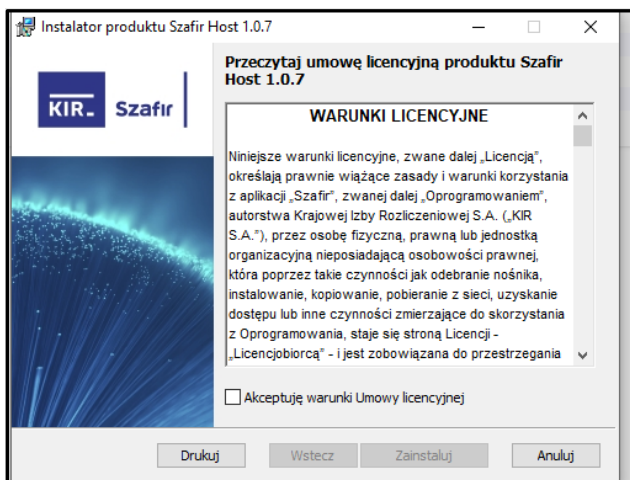 Instalator produktu Szafir Host 1.0.7
KIR Szafir
Przeczytaj umowę licencyjną produktu Szafir
Host 1.0.7
WARUNKI LICENCYJNE
Niniejsze warunki licencyjne, zwane dalej „Licencją”,
określają prawnie wiążące zasady i warunki korzystania
z aplikacji „Szafir”, zwanej dalej „Oprogramowaniem”,
autorstwa Krajowej Izby Rozliczeniowej S.A. („KIR
S.A.”), przez osobę fizyczną, prawną lub jednostką
organizacyjną nieposiadającą osobowości prawnej,
która poprzez takie czynności jak odebranie nośnika,
instalowanie, kopiowanie, pobieranie z sieci, uzyskanie
dostępu lub inne czynności zmierzające do skorzystania
z Oprogramowania, staje się stroną Licencji -
„Licencjobiorcą” - i jest zobowiązana do przestrzegania
Akceptuję warunki Umowy licencyjnej
Drukuj Wstecz Zainstaluj Anuluj